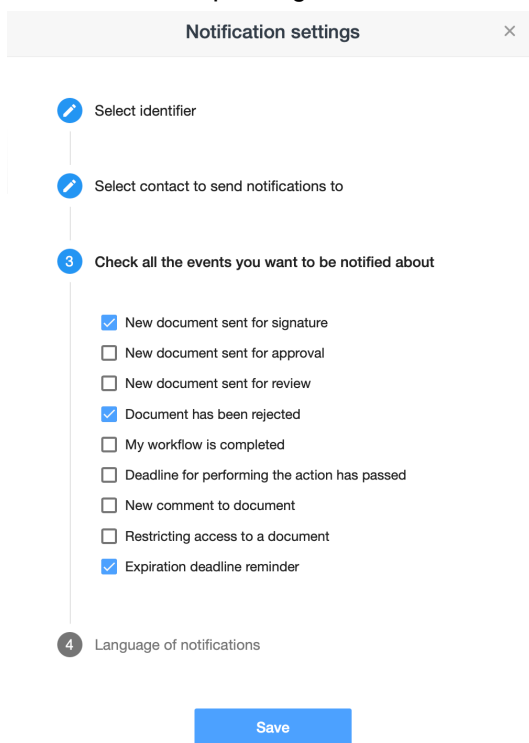 Notification settings
Select identifier
Select contact to send notifications to
3 Check all the events you want to be notified about
New document sent for signature
New document sent for approval
New document sent for review
Document has been rejected
My workflow is completed
Deadline for performing the action has passed
New comment to document
Restricting access to a document
Expiration deadline reminder
4 Language of notifications
Save